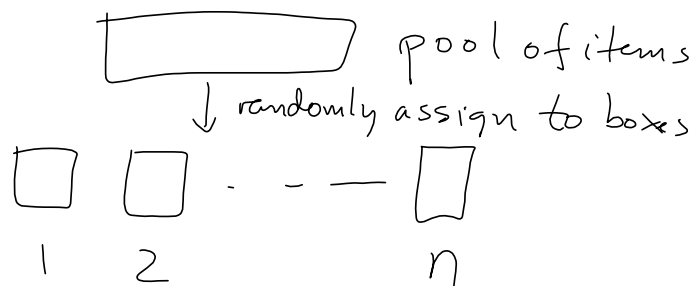 pool of items
randomly assign to boxes
1 2 n